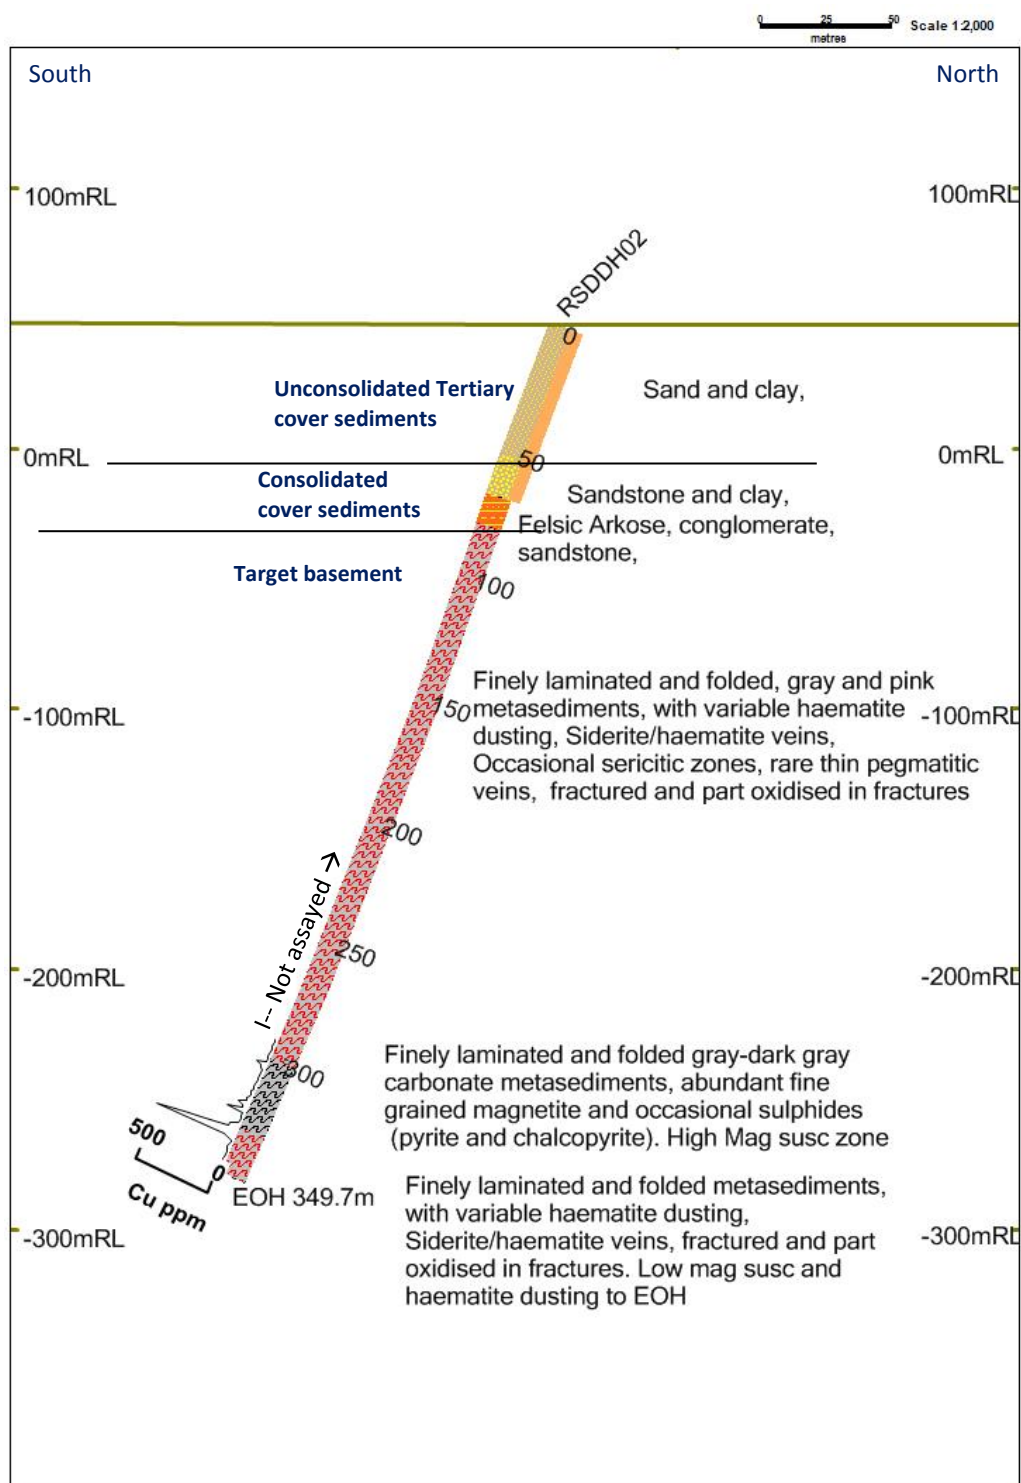 0 25 50
metres
Scale 1:2,000
South
North
100mRL
100mRL
RSDDH02
0
Unconsolidated Tertiary
cover sediments
Sand and clay,
0mRL
0mRL
50
Consolidated
cover sediments
Sandstone and clay,
Felsic Arkose, conglomerate,
sandstone,
Target basement
100
Finely laminated and folded, gray and pink
metasediments, with variable haematite
dusting, Siderite/haematite veins,
Occasional sericitic zones, rare thin pegmatitic
veins, fractured and part oxidised in fractures
150
-100mRL
-100mRL
200
I-- Not assayed →
250
-200mRL
-200mRL
300
Finely laminated and folded gray-dark gray
carbonate metasediments, abundant fine
grained magnetite and occasional sulphides
(pyrite and chalcopyrite). High Mag susc zone
500
0
Cu ppm
EOH 349.7m
Finely laminated and folded metasediments,
with variable haematite dusting,
Siderite/haematite veins, fractured and part
oxidised in fractures. Low mag susc and
haematite dusting to EOH
-300mRL
-300mRL